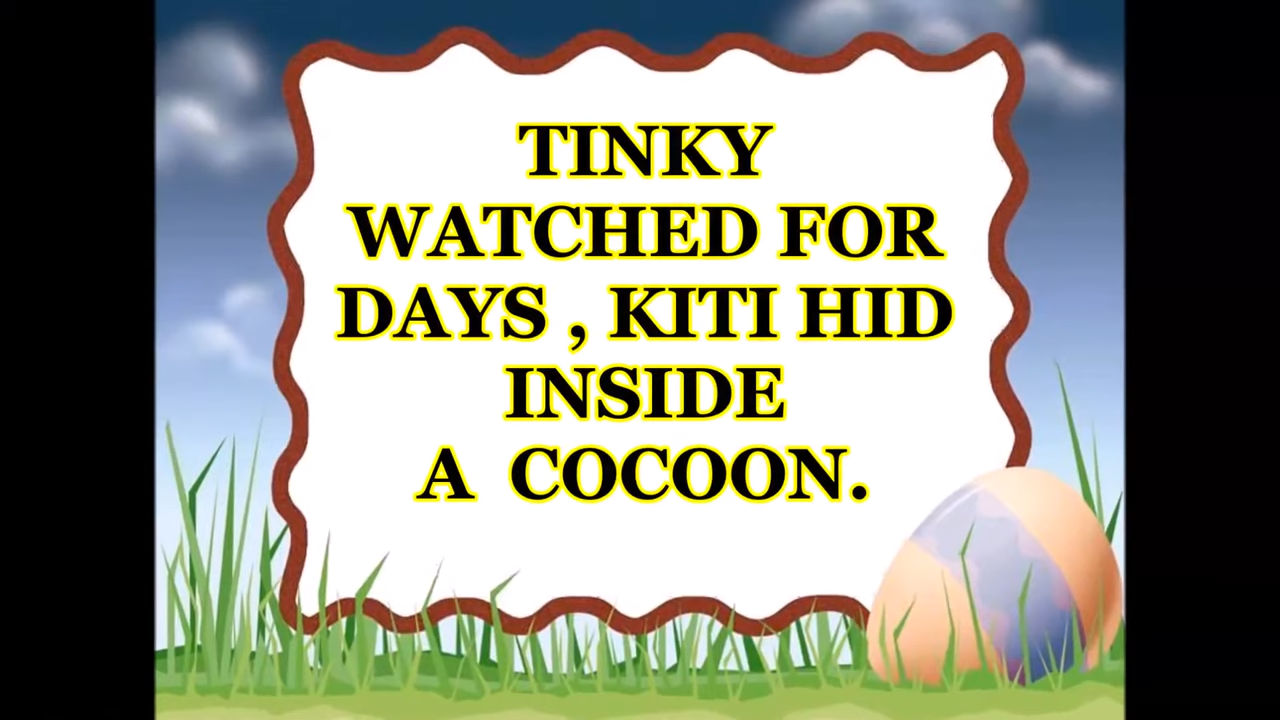 TINKY
WATCHED FOR
DAYS , KITI HID
INSIDE
A  COCOON.